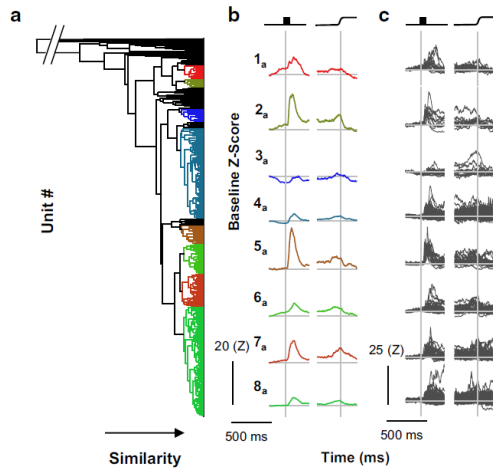 a
b
c
Unit #
Baseline Z-Score
1a
2a
3a
4a
5a
6a
7a
8a
20 (Z)
25 (Z)
500 ms
500 ms
Similarity
Time (ms)